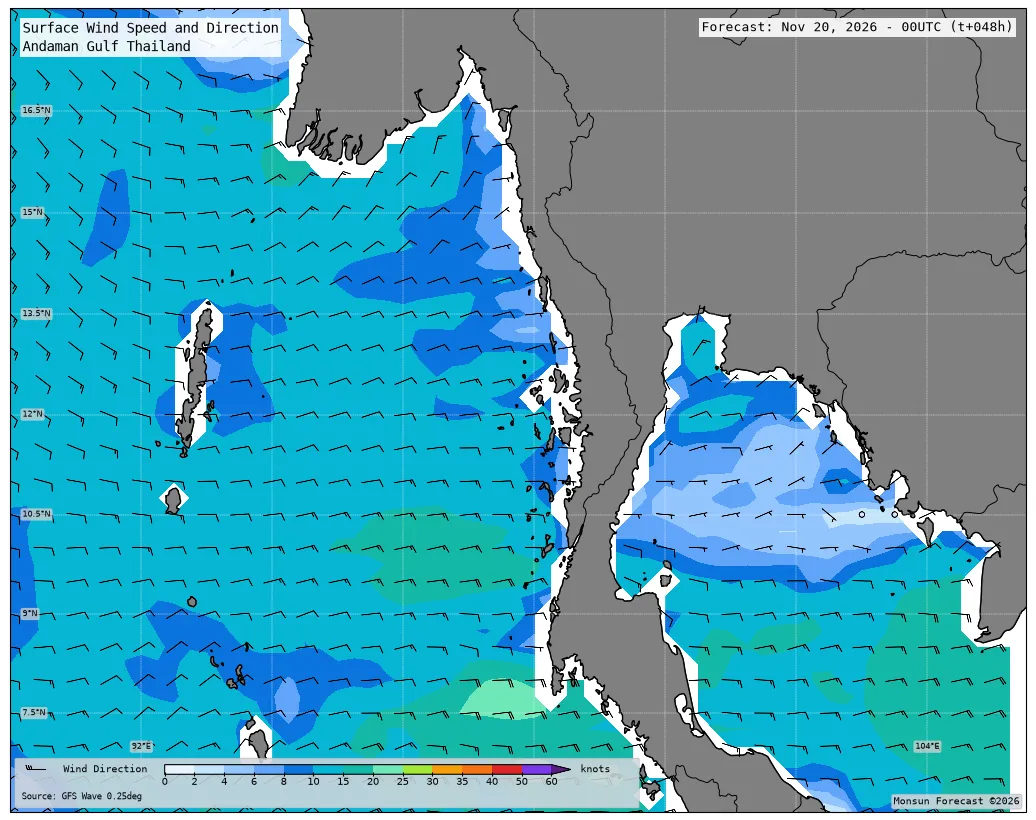 Surface Wind Speed and Direction
Andaman Gulf Thailand
Forecast: Nov 20, 2026 - 00UTC (t+048h)
16.5°N
15°N
13.5°N
12°N
10.5°N
9°N
7.5°N
92°E
104°E
Wind Direction
0 2 4 6 8 10 15 20 25 30 35 40 50 60
knots
Source: GFS Wave 0.25deg
Monsun Forecast ©2026